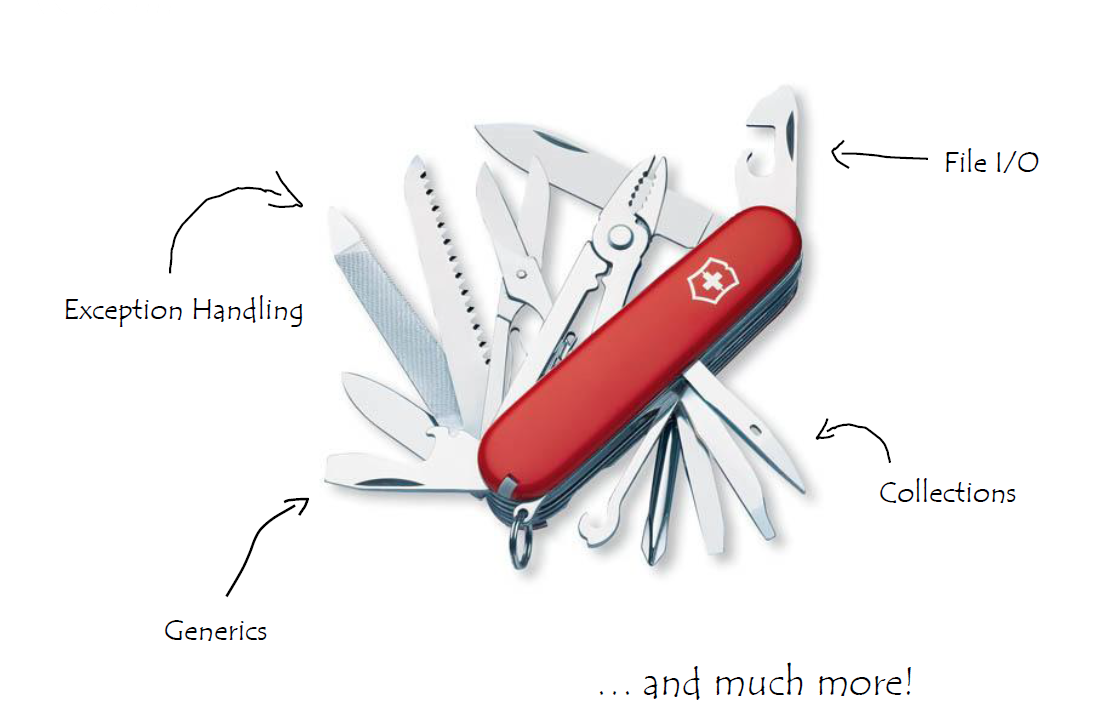 File I/O
Exception Handling
Collections
Generics
... and much more!